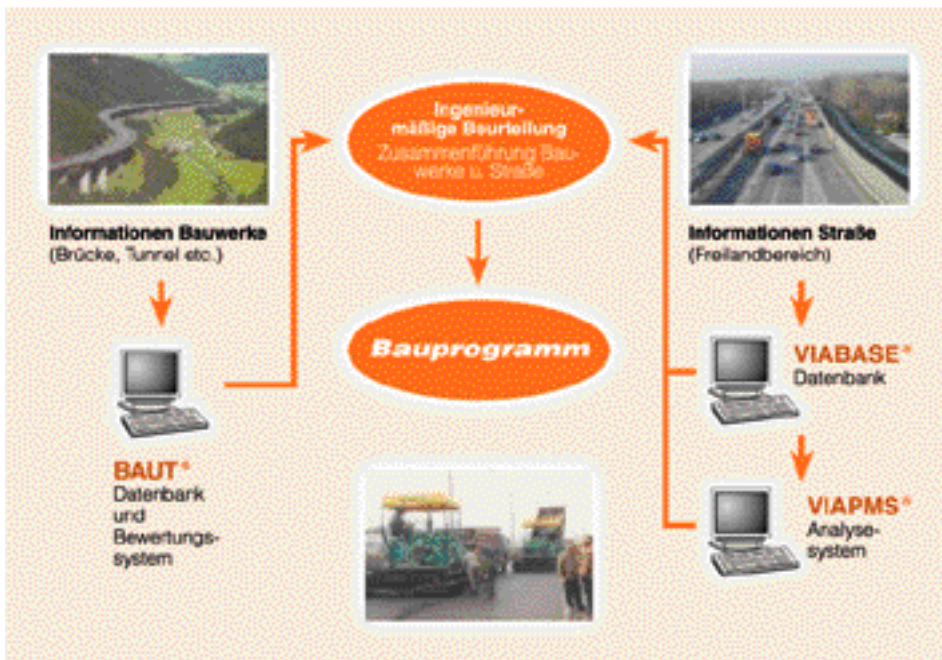 Ingenieur-
mäßige Beurteilung
Zusammenführung Bau-
werke u. Straße
Informationen Bauwerke
(Brücke, Tunnel etc.)
Informationen Straße
(Freilandbereich)
Bauprogramm
VIABASE®
Datenbank
BAUT®
Datenbank
und
Bewertungs-
system
VIAPMS®
Analyse-
system